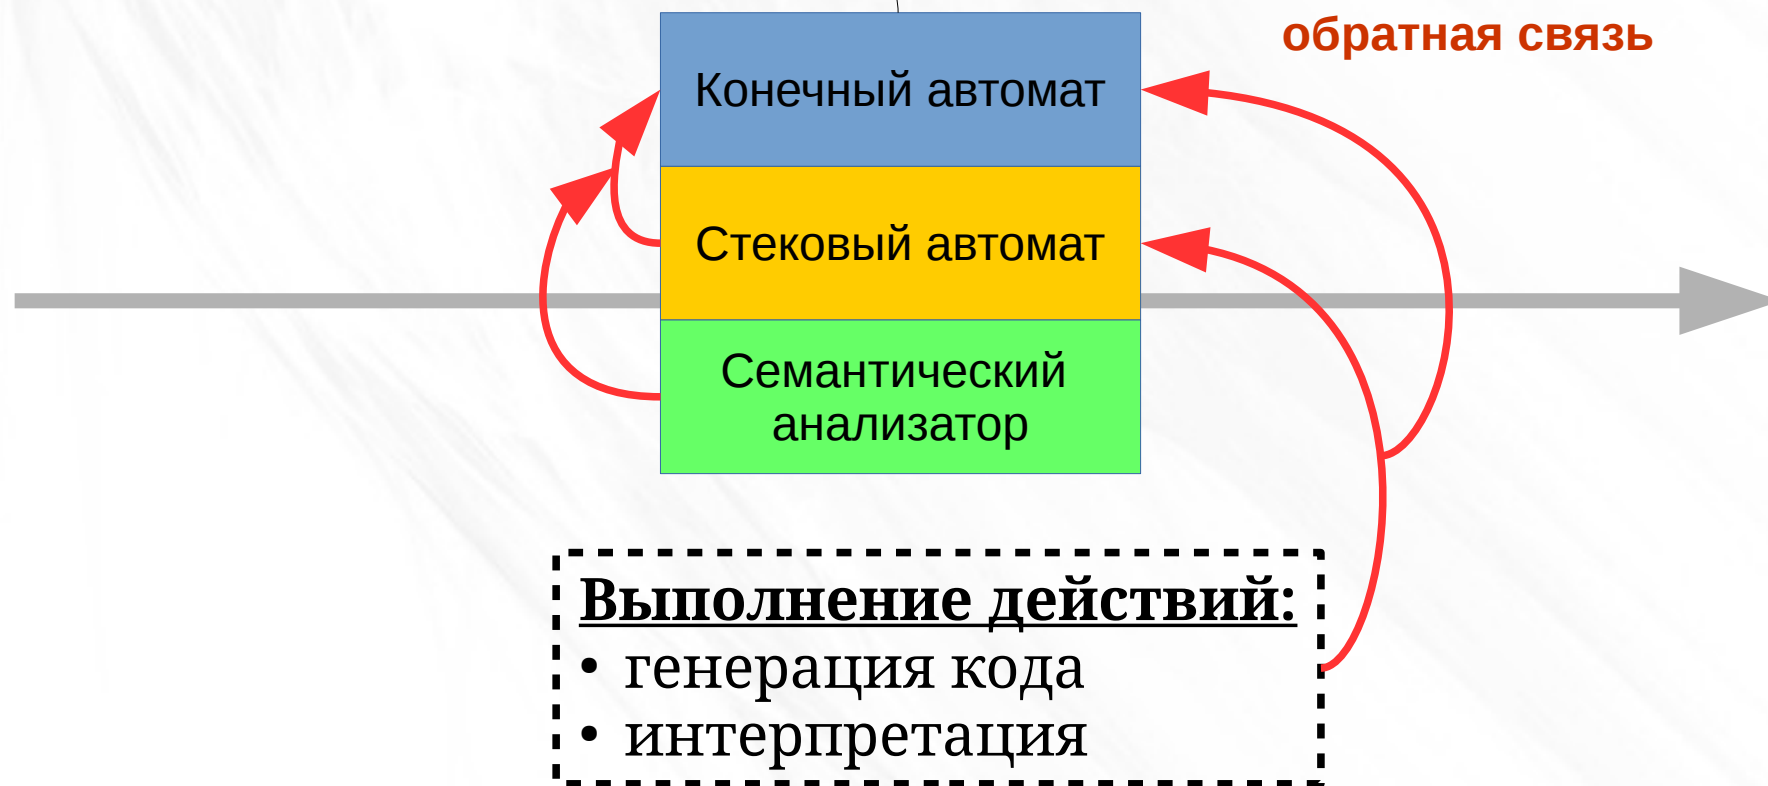 обратная связь
Конечный автомат
Стековый автомат
Семантический
анализатор
Выполнение действий:
• генерация кода
• интерпретация